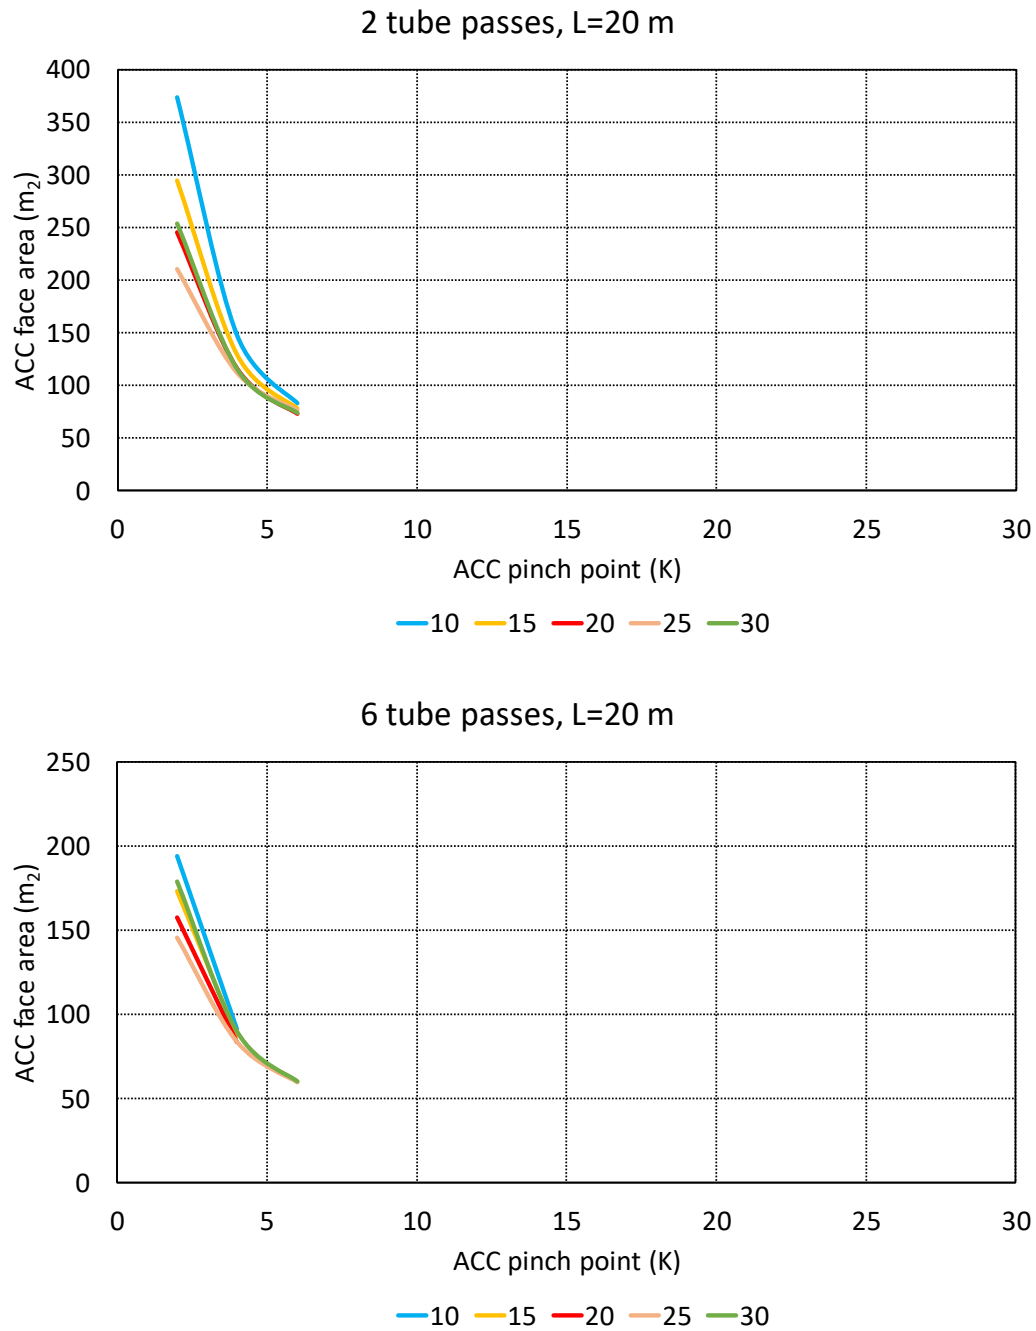 2 tube passes, L=20 m
400
350
300
250
200
150
100
50
0
ACC face area (m₂)
0 5 10 15 20 25 30
ACC pinch point (K)
10 15 20 25 30
6 tube passes, L=20 m
250
200
150
100
50
0
ACC face area (m₂)
0 5 10 15 20 25 30
ACC pinch point (K)
10 15 20 25 30